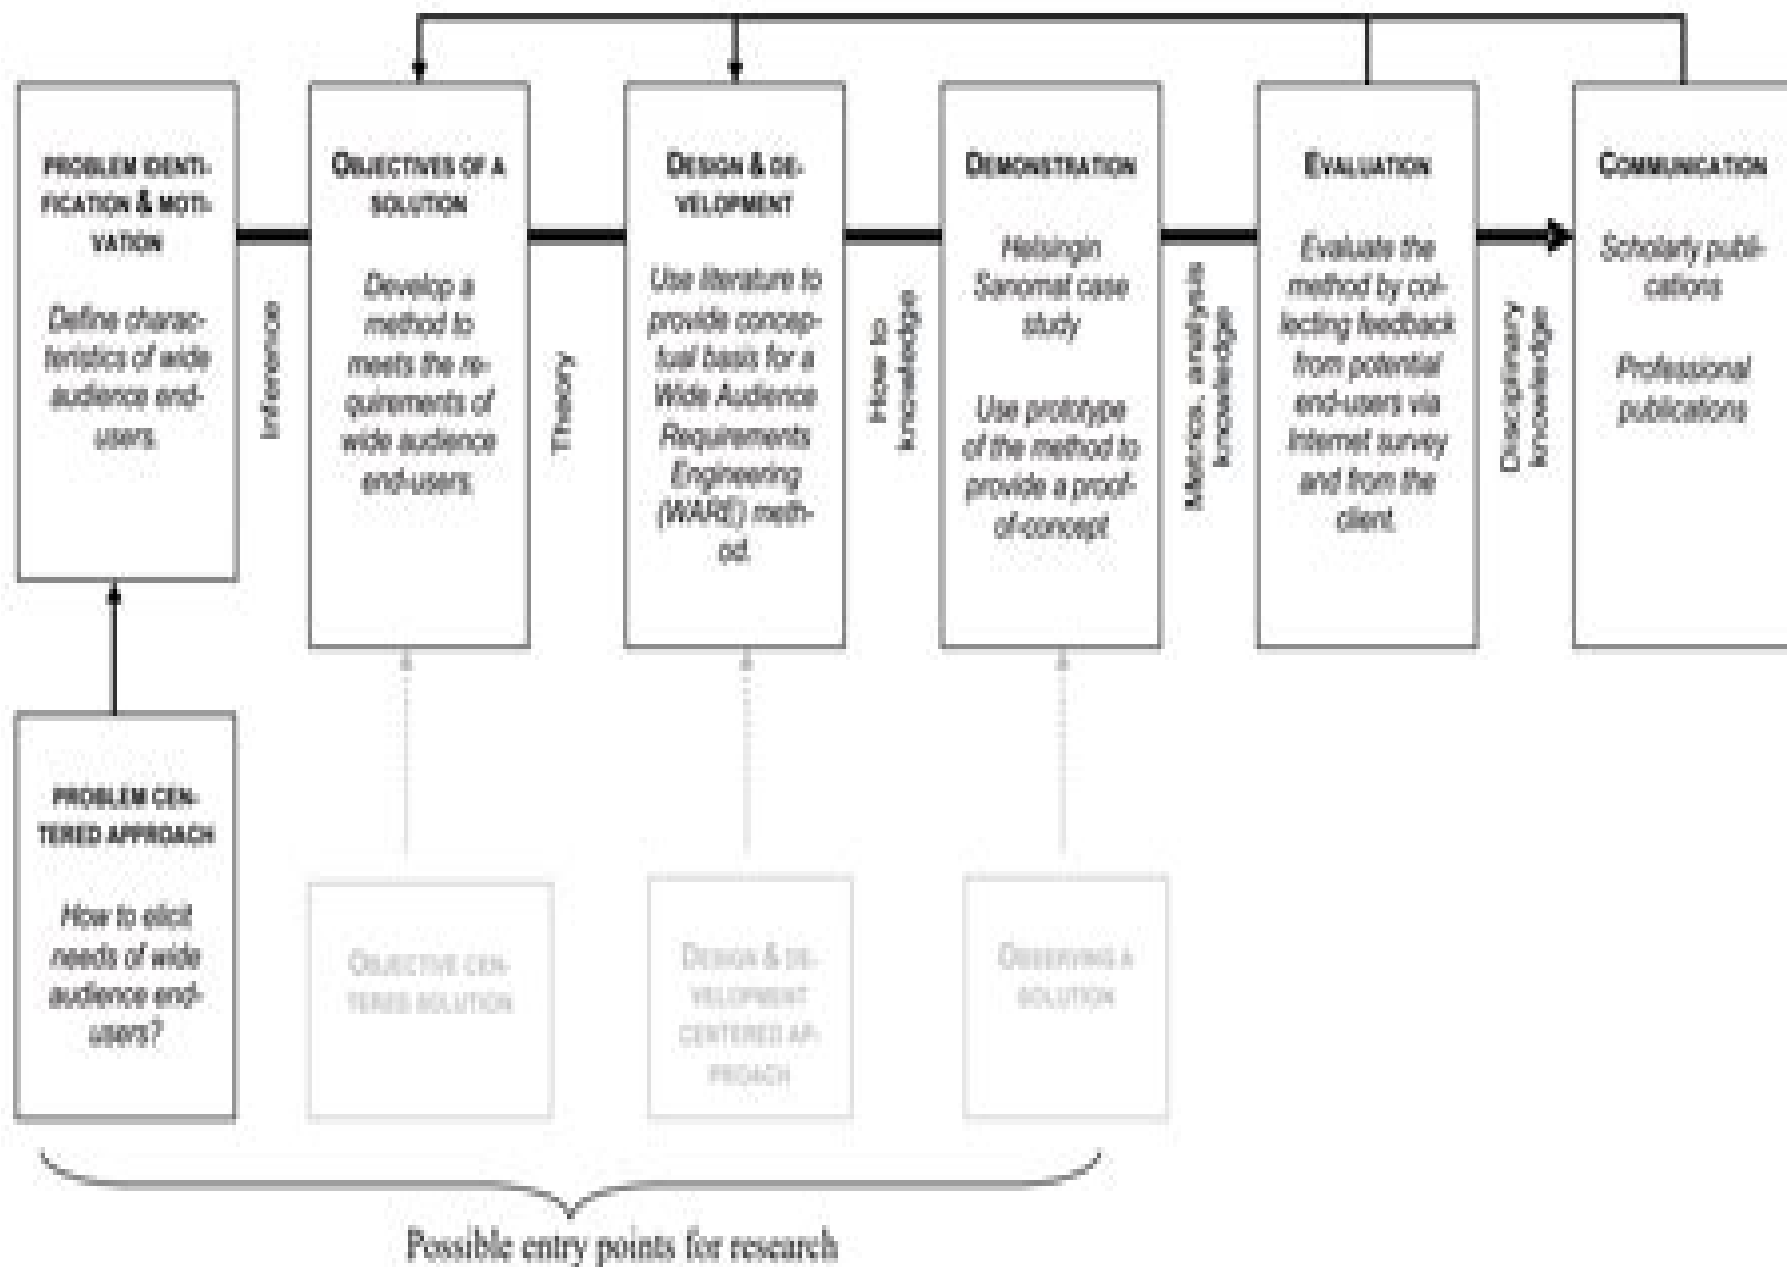 PROBLEM IDENTI-
FICATION & MOTI-
VATION
Define charac-
teristics of wide
audience end-
users.
Inference
OBJECTIVES OF A
SOLUTION
Develop a
method to
meets the re-
quirements of
wide audience
end-users.
Theory
DESIGN & DE-
VELOPMENT
Use literature to
provide concep-
tual basis for a
Wide Audience
Requirements
Engineering
(WARE) meth-
od.
How to
knowledge
DEMONSTRATION
Helsingin
Sanomat case
study
Use prototype
of the method to
provide a proof-
of-concept
Metrics, analysis
knowledge
EVALUATION
Evaluate the
method by col-
lecting feedback
from potential
end-users via
Internet survey
and from the
client.
Disciplinary
knowledge
COMMUNICATION
Scholarly publi-
cations
Professional
publications
PROBLEM CEN-
TERED APPROACH
How to elicit
needs of wide
audience end-
users?
OBJECTIVE CEN-
TERED SOLUTION
DESIGN & DE-
VELOPMENT
CENTERED AP-
PROACH
OBSERVING A
SOLUTION
Possible entry points for research